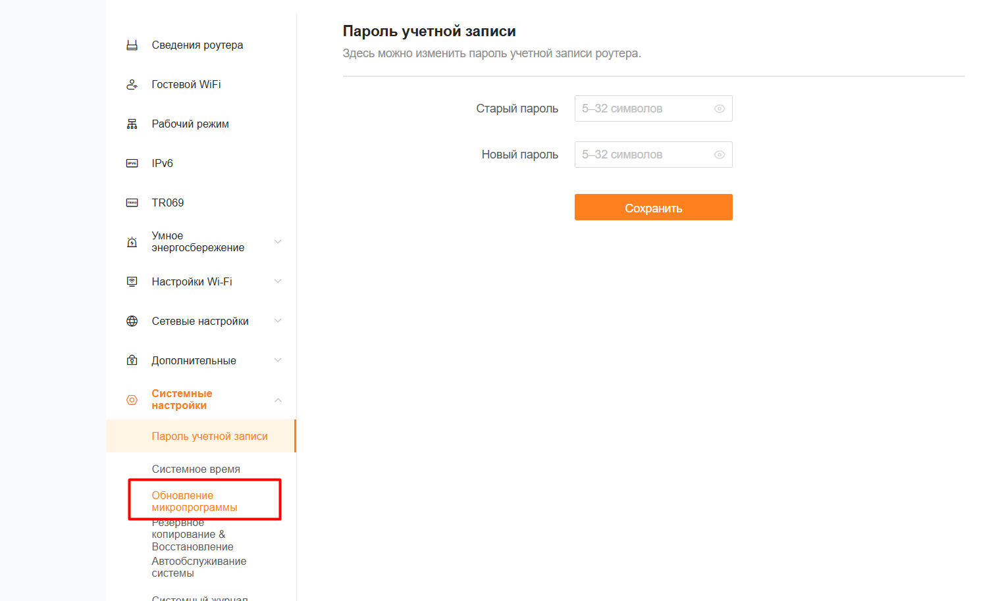 Сведения роутера
Гостевой WiFi
Рабочий режим
IPv6
TR069
Умное
энергосбережение
Настройки Wi-Fi
Сетевые настройки
Дополнительные
Системные
настройки
Пароль учетной записи
Системное время
Обновление
микропрограммы
Резервное
копирование &
Восстановление
Автообслуживание
системы
Системный журнал
Пароль учетной записи
Здесь можно изменить пароль учетной записи роутера.
Старый пароль
5–32 символов
Новый пароль
5–32 символов
Сохранить